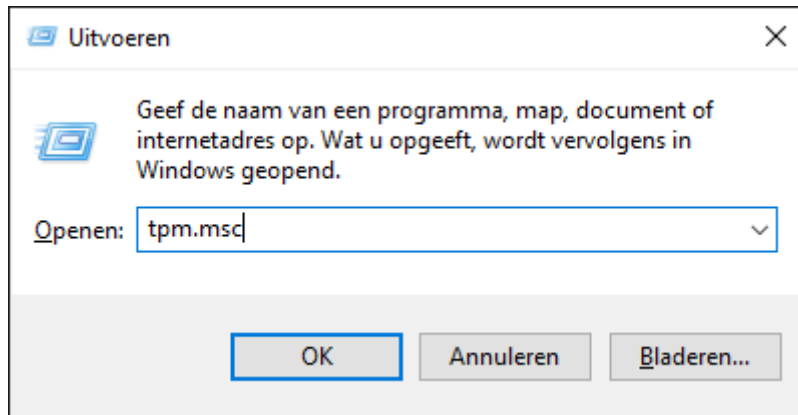 Uitvoeren
Geef de naam van een programma, map, document of
internetadres op. Wat u opgeeft, wordt vervolgens in
Windows geopend.
Openen: tpm.msc
OK Annuleren Bladeren...